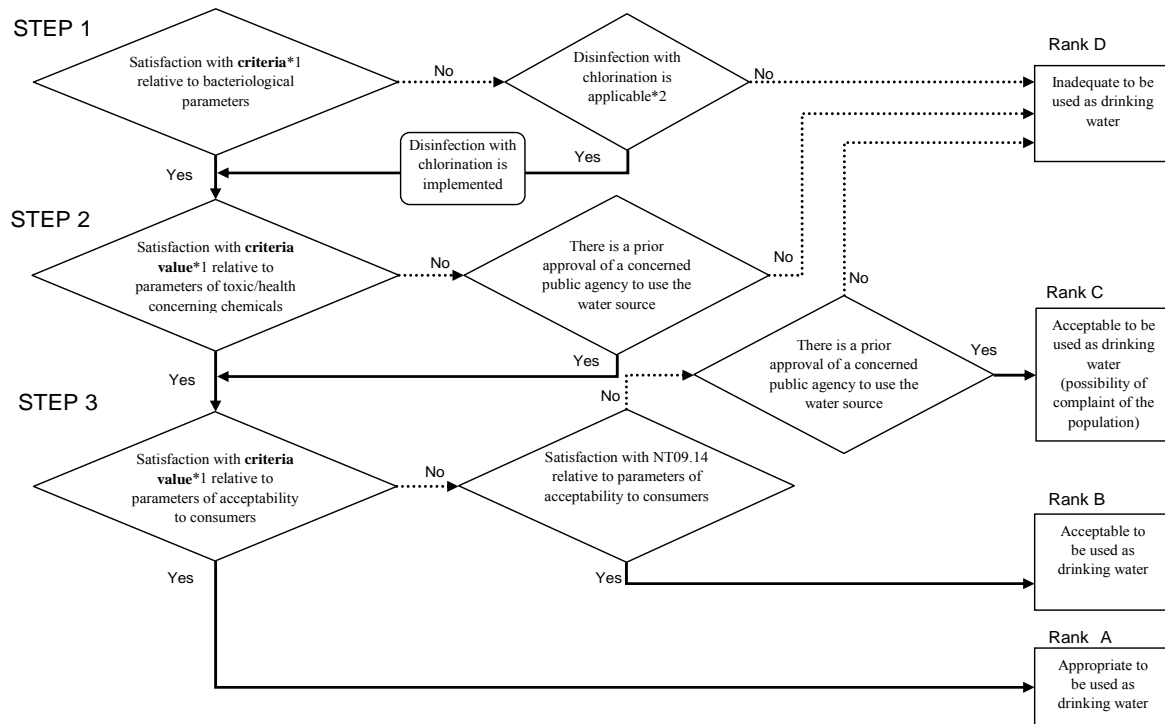 STEP 1
Satisfaction with criteria*1
relative to bacteriological
parameters
No
Disinfection with
chlorination is
applicable*2
No
Rank D
Inadequate to be
used as drinking
water
Yes
Disinfection with
chlorination is
implemented
Yes
STEP 2
Satisfaction with criteria
value*1 relative to
parameters of toxic/health
concerning chemicals
No
There is a prior
approval of a concerned
public agency to use the
water source
No
Yes
Yes
No
There is a prior
approval of a concerned
public agency to use the
water source
Yes
Rank C
Acceptable to be
used as drinking
water
(possibility of
complaint of the
population)
STEP 3
Satisfaction with criteria
value*1 relative to
parameters of acceptability
to consumers
No
Satisfaction with NT09.14
relative to parameters of
acceptability to consumers
No
Yes
Rank B
Acceptable to
be used as
drinking water
Yes
Rank A
Appropriate to
be used as
drinking water